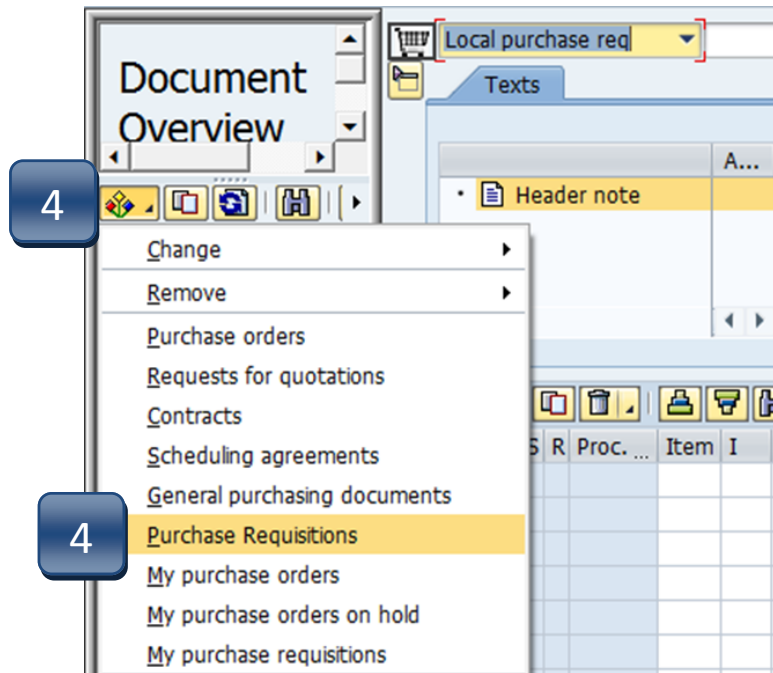 Local purchase req
Document
Overview
Texts
A...
Header note
4
Change
Remove
Purchase orders
Requests for quotations
Contracts
Scheduling agreements
General purchasing documents
4
Purchase Requisitions
My purchase orders
My purchase orders on hold
My purchase requisitions
S R Proc. ... Item I